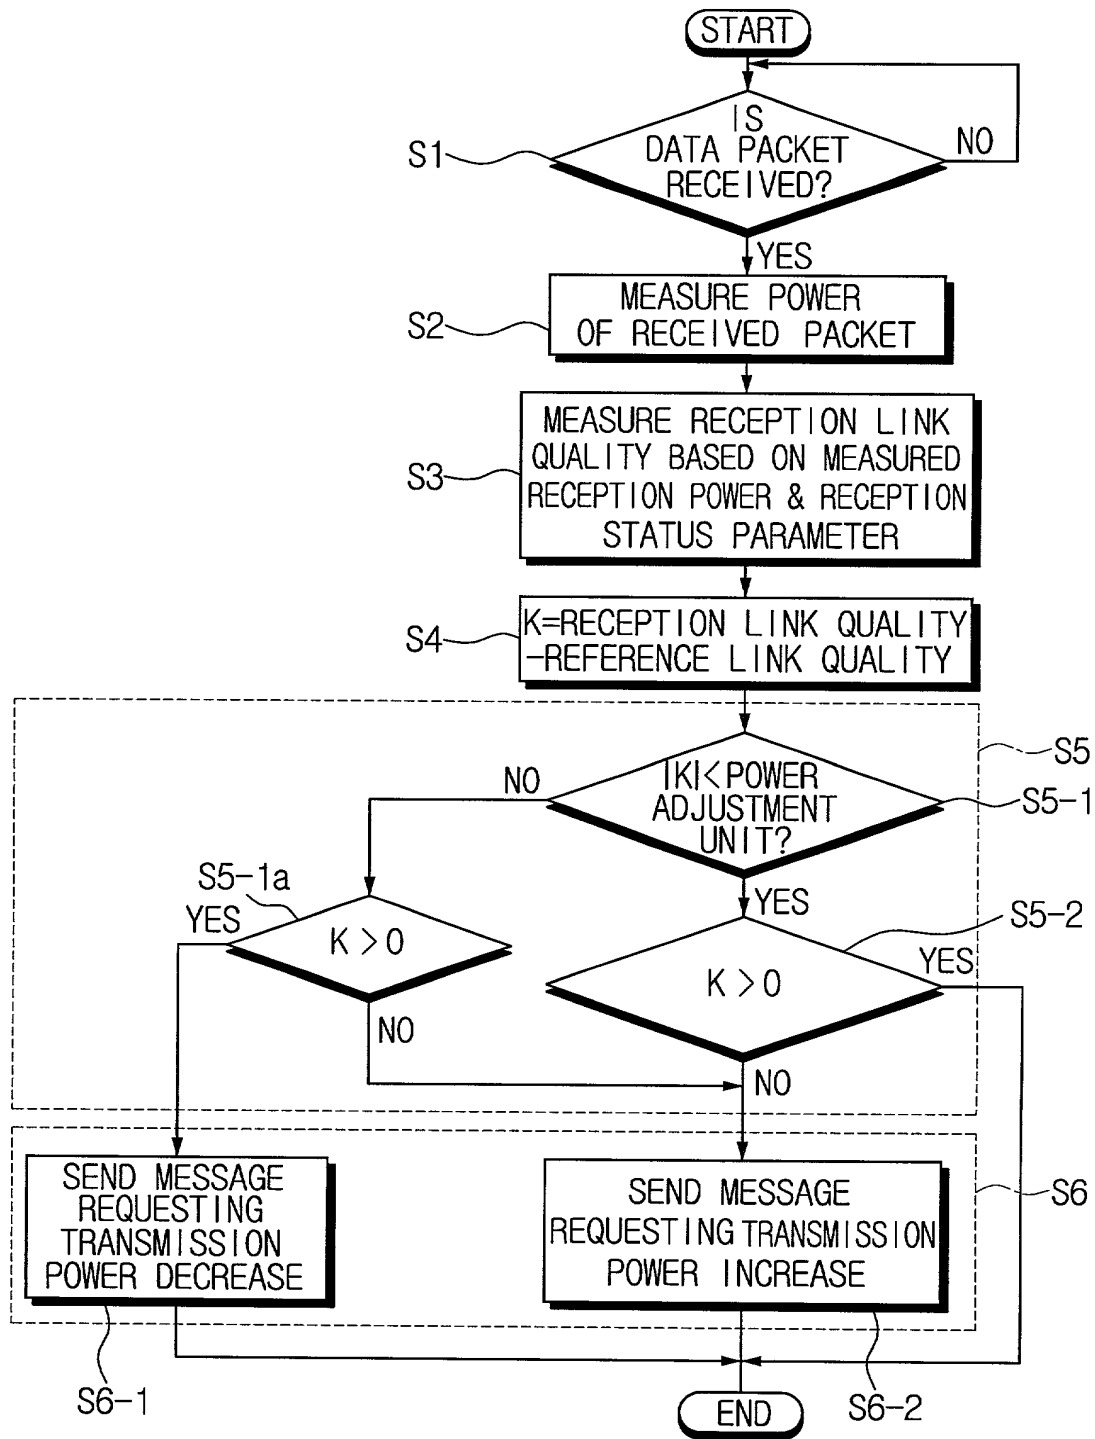 START
IS
DATA PACKET
RECEIVED?
NO
S1
YES
MEASURE POWER
OF RECEIVED PACKET
S2
MEASURE RECEPTION LINK
QUALITY BASED ON MEASURED
RECEPTION POWER & RECEPTION
STATUS PARAMETER
S3
K=RECEPTION LINK QUALITY
-REFERENCE LINK QUALITY
S4
S5
|K|<POWER
ADJUSTMENT
UNIT?
NO
S5-1
YES
S5-1a
YES
K > 0
NO
S5-2
K > 0
YES
NO
SEND MESSAGE
REQUESTING
TRANSMISSION
POWER DECREASE
SEND MESSAGE
REQUESTING TRANSMISSION
POWER INCREASE
S6
S6-1
S6-2
END